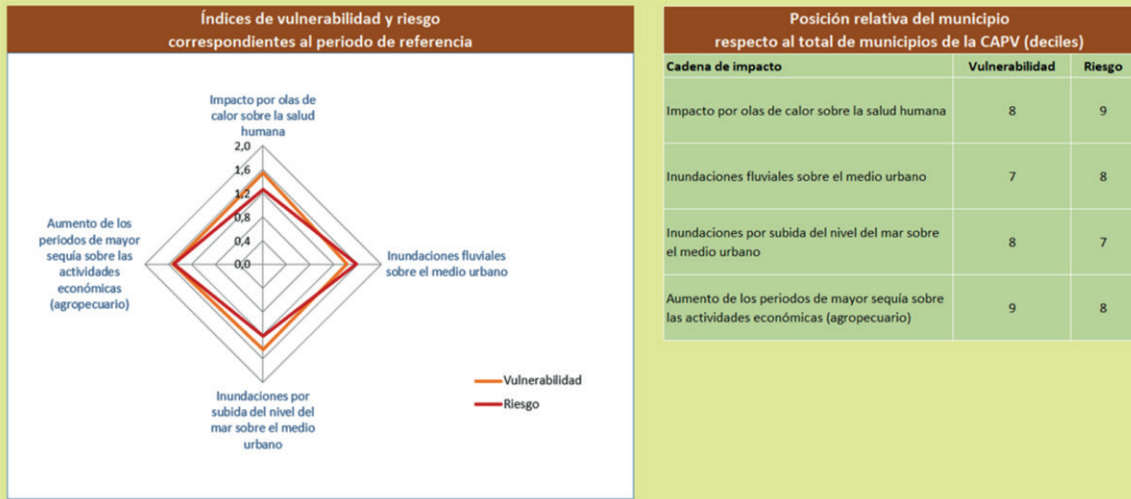 Índices de vulnerabilidad y riesgo
correspondientes al periodo de referencia
Impacto por olas de
calor sobre la salud
humana
2,0
1,6
1,2
0,8
0,4
0,0
Aumento de los
periodos de mayor
sequía sobre las
actividades
económicas
(agropecuario)
Inundaciones fluviales
sobre el medio urbano
Inundaciones por
subida del nivel del
mar sobre el medio
urbano
Vulnerabilidad
Riesgo
Posición relativa del municipio
respecto al total de municipios de la CAPV (deciles)
Cadena de impacto Vulnerabilidad Riesgo
Impacto por olas de calor sobre la salud humana 8 9
Inundaciones fluviales sobre el medio urbano 7 8
Inundaciones por subida del nivel del mar sobre
el medio urbano 8 7
Aumento de los periodos de mayor sequía sobre
las actividades económicas (agropecuario) 9 8